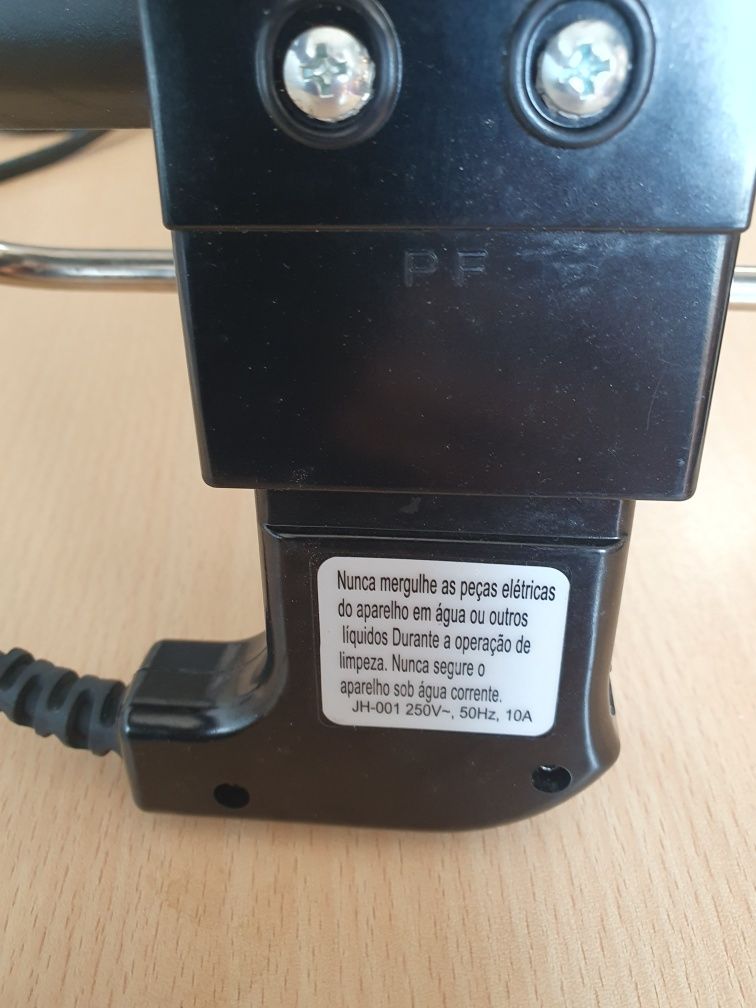 PF
Nunca mergulhe as peças elétricas
do aparelho em água ou outros
líquidos Durante a operação de
limpeza. Nunca segure o
aparelho sob água corrente.
JH-001 250V~, 50Hz, 10A